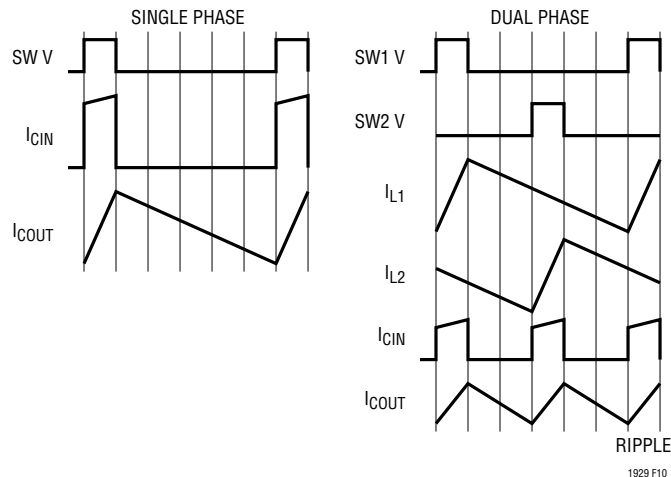 SINGLE PHASE
SW V
ICIN
ICOUT
DUAL PHASE
SW1 V
SW2 V
IL1
IL2
ICIN
ICOUT
RIPPLE
1929 F10